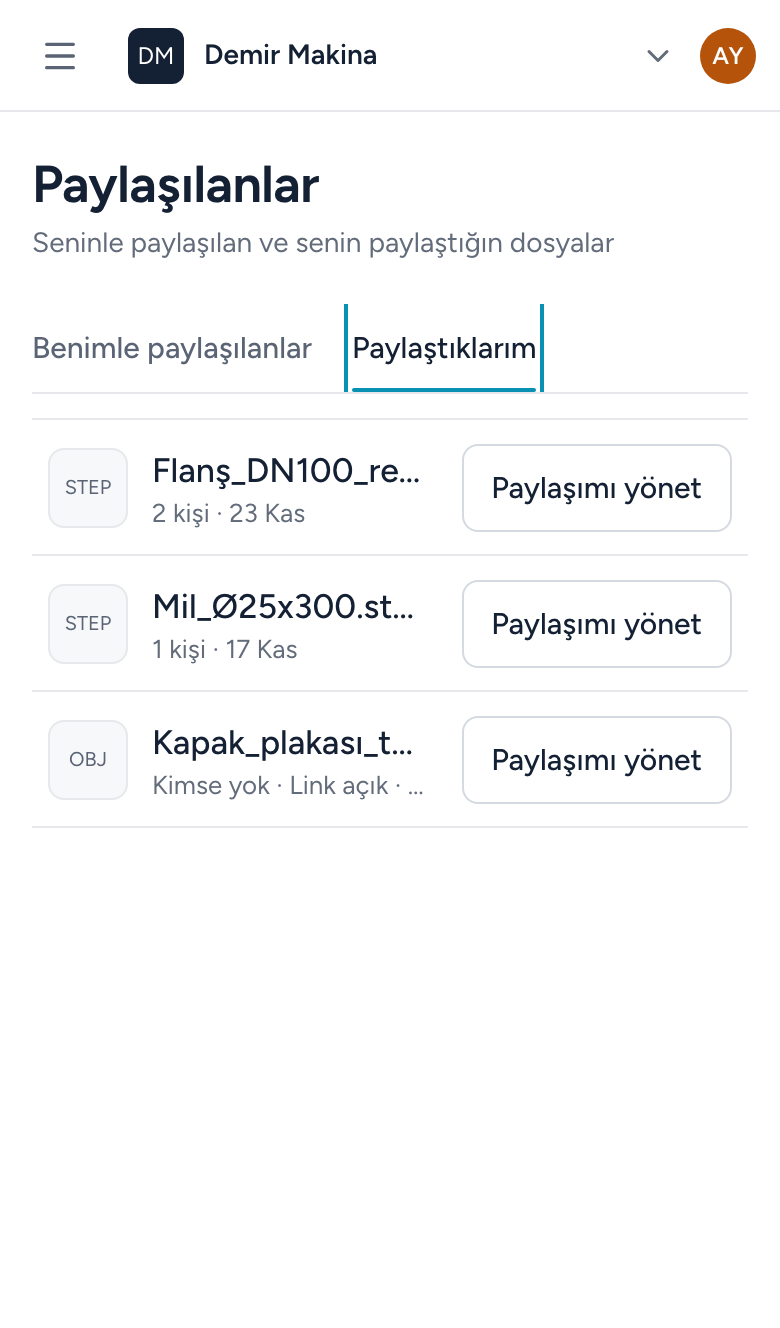 DM Demir Makina AY
Paylaşılanlar
Seninle paylaşılan ve senin paylaştığın dosyalar
Benimle paylaşılanlar Paylaştıklarım
STEP Flanş_DN100_re... Paylaşımı yönet
2 kişi · 23 Kas
STEP Mil_Ø25x300.st... Paylaşımı yönet
1 kişi · 17 Kas
OBJ Kapak_plakası_t... Paylaşımı yönet
Kimse yok · Link açık · ...